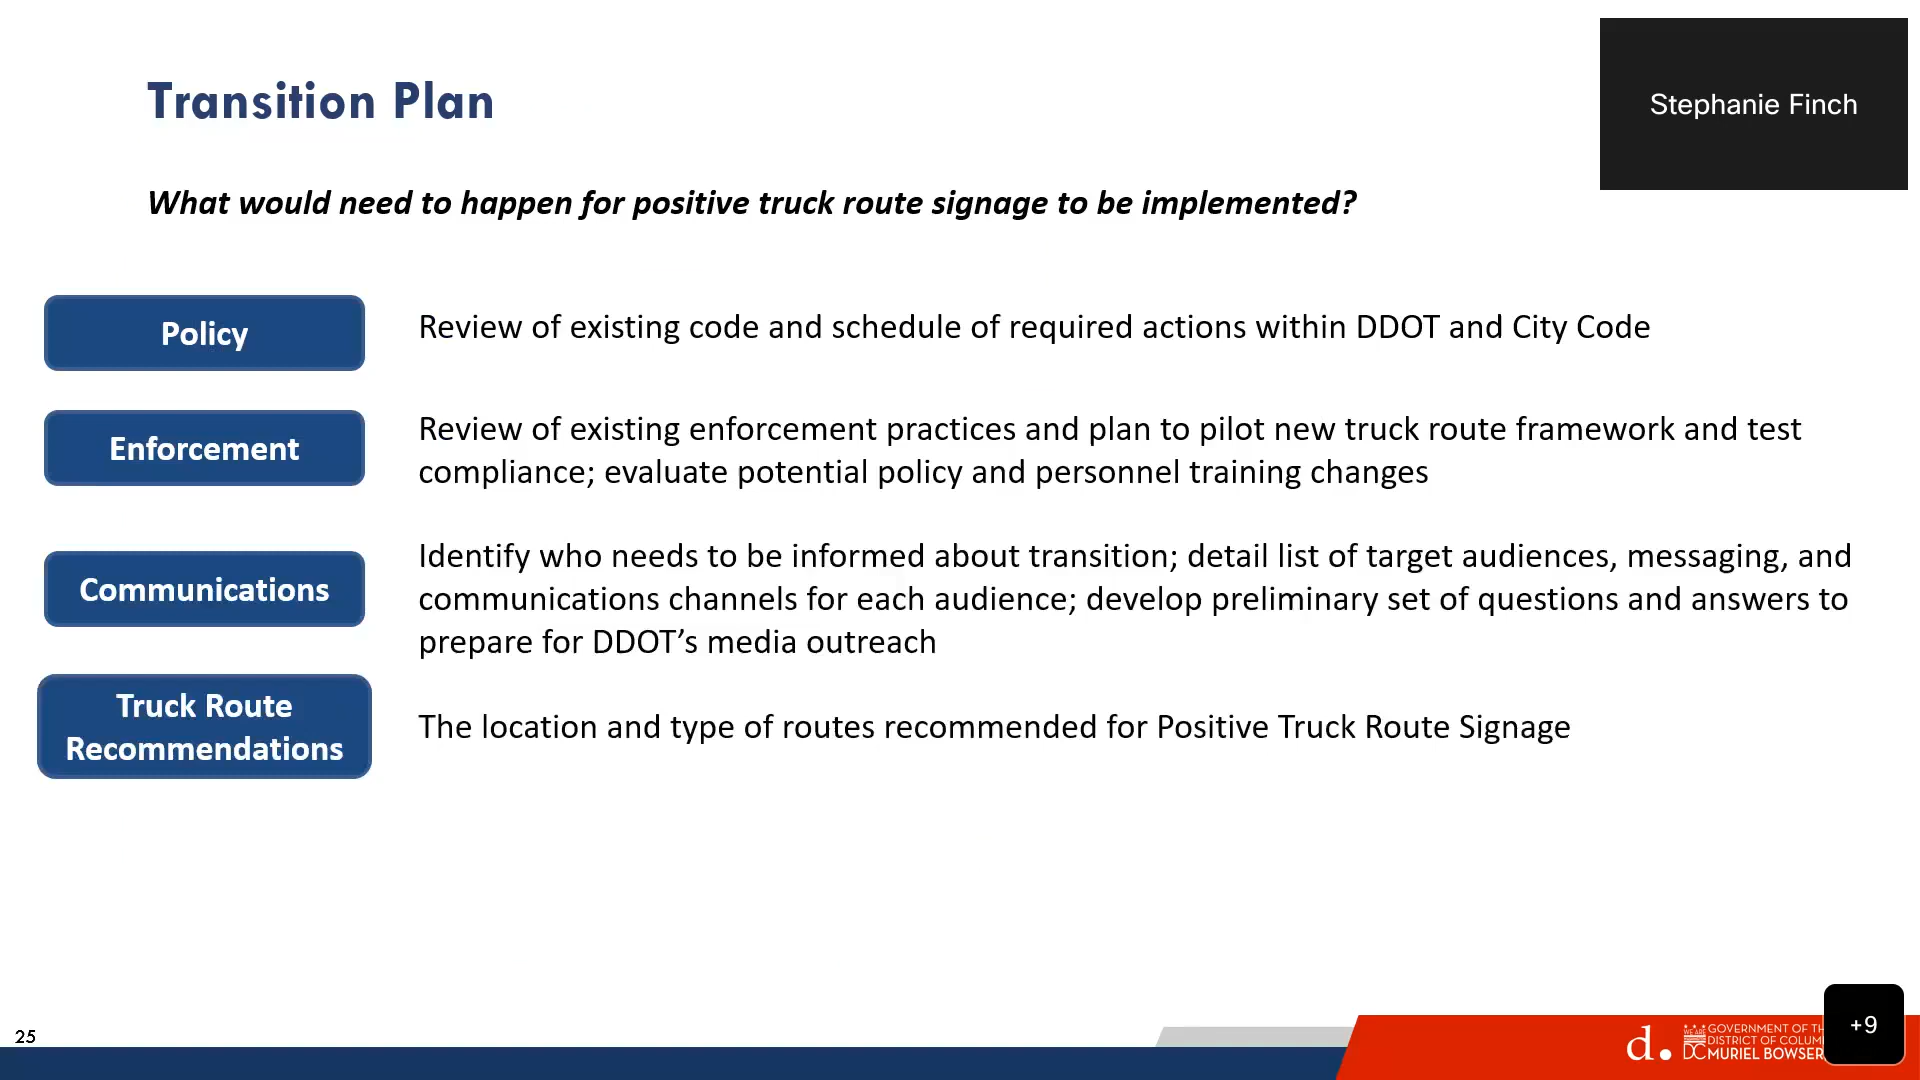 Transition Plan
Stephanie Finch
What would need to happen for positive truck route signage to be implemented?
Policy
Review of existing code and schedule of required actions within DDOT and City Code
Enforcement
Review of existing enforcement practices and plan to pilot new truck route framework and test
compliance; evaluate potential policy and personnel training changes
Communications
Identify who needs to be informed about transition; detail list of target audiences, messaging, and
communications channels for each audience; develop preliminary set of questions and answers to
prepare for DDOT’s media outreach
Truck Route
Recommendations
The location and type of routes recommended for Positive Truck Route Signage
25
d.
WE ARE
DC
GOVERNMENT OF
DISTRICT OF
MURIEL BOWSER
+9